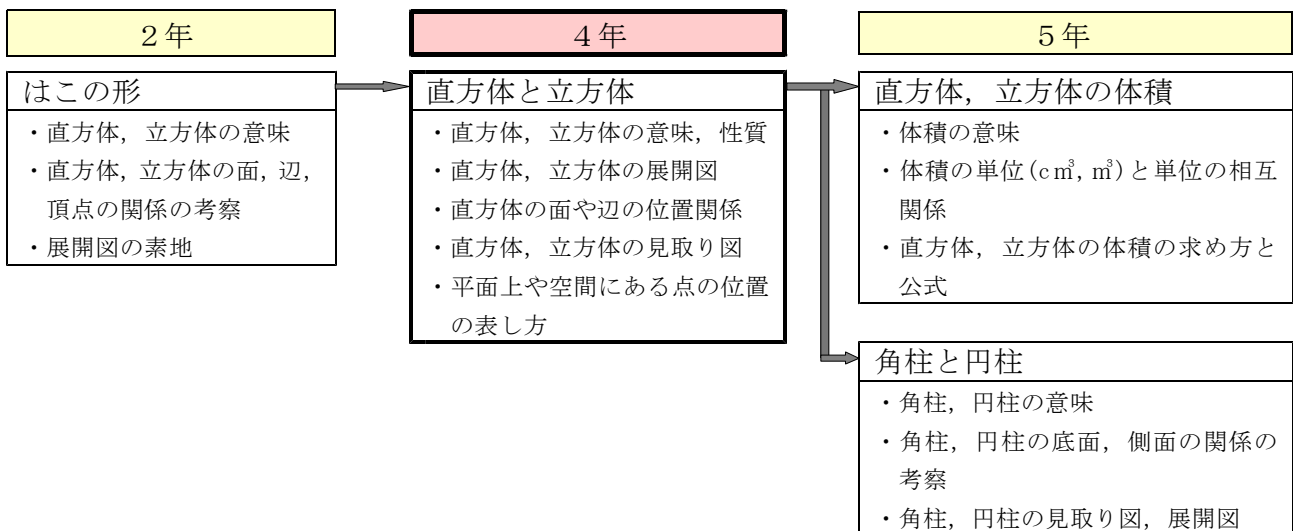 ２年
４年
５年
はこの形
・直方体，立方体の意味
・直方体，立方体の面，辺，
頂点の関係の考察
・展開図の素地
直方体と立方体
・直方体，立方体の意味，性質
・直方体，立方体の展開図
・直方体の面や辺の位置関係
・直方体，立方体の見取り図
・平面上や空間にある点の位置
の表し方
直方体，立方体の体積
・体積の意味
・体積の単位(c㎥，㎥)と単位の相互
関係
・直方体，立方体の体積の求め方と
公式
角柱と円柱
・角柱，円柱の意味
・角柱，円柱の底面，側面の関係の
考察
・角柱，円柱の見取り図，展開図